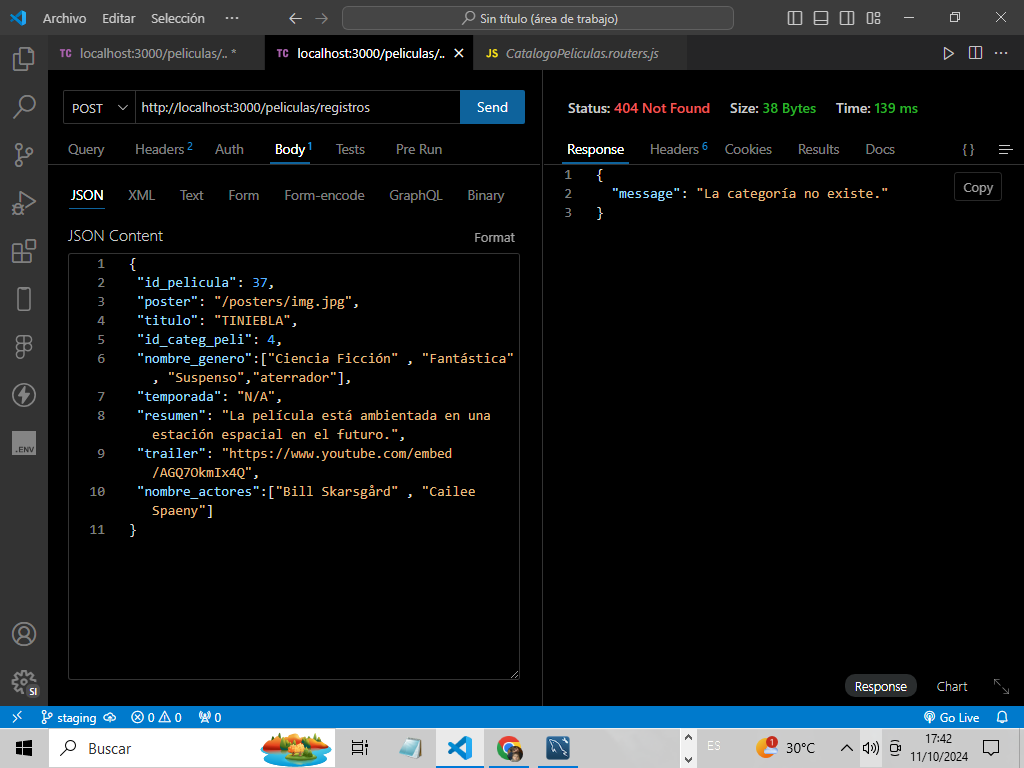 Archivo Editar Selección ··· Sin título (área de trabajo)
TC localhost:3000/peliculas/.. • TC localhost:3000/peliculas/.. JS CatalogoPeliculas.routers.js
POST http://localhost:3000/peliculas/registros Send
Query Headers 2 Auth Body 1 Tests Pre Run
JSON XML Text Form Form-encode GraphQL Binary
JSON Content Format
1 {
2 "id_pelicula": 37,
3 "poster": "/posters/img.jpg",
4 "titulo": "TINIEBLA",
5 "id_categ_peli": 4,
6 "nombre_genero":["Ciencia Ficción" , "Fantástica"
, "Suspenso","aterrador"],
7 "temporada": "N/A",
8 "resumen": "La película está ambientada en una
estación espacial en el futuro.",
9 "trailer": "https://www.youtube.com/embed
/AGQ7OkmIx4Q",
10 "nombre_actores":["Bill Skarsgård" , "Cailee
Spaeny"]
11 }
Status: 404 Not Found Size: 38 Bytes Time: 139 ms
Response Headers 6 Cookies Results Docs { }
1 {
2 "message": "La categoría no existe."
3 }
Copy
Response Chart
.ENV
SI
staging 0 0 0 Go Live
Buscar 1 30°C ES 17:42
11/10/2024